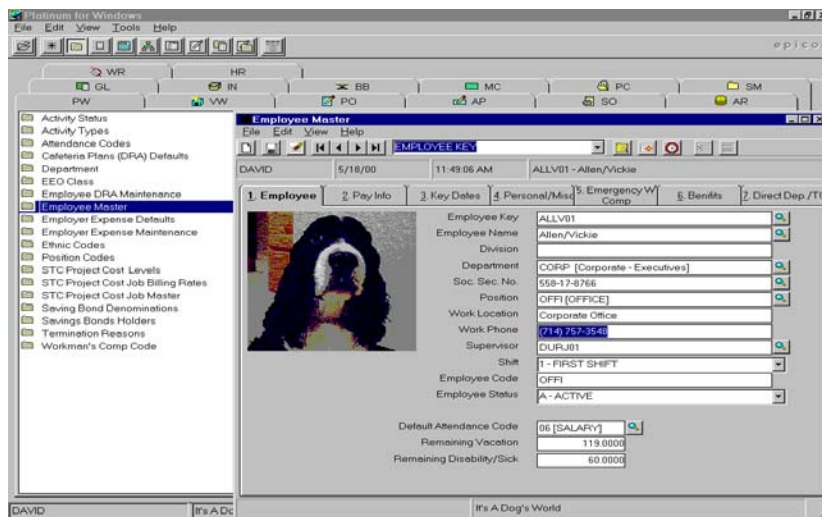 Platinum for Windows
File Edit View Tools Help
epico
WR HR
GL IN BB MC PC SM
PW VW PO AP SO AR
Activity Status
Activity Types
Attendance Codes
Cafeteria Plans (DRA) Defaults
Department
EEO Class
Employee DRA Maintenance
Employee Master
Employer Expense Defaults
Employer Expense Maintenance
Ethnic Codes
Position Codes
STC Project Cost Levels
STC Project Cost Job Billing Rates
STC Project Cost Job Master
Saving Bond Denominations
Savings Bonds Holders
Termination Reasons
Workman's Comp Code
Employee Master
File Edit View Help
EMPLOYEE KEY
DAVID 5/18/00 11:49:06 AM ALLV01 - Allen/Vickie
1. Employee 2. Pay Info 3. Key Dates 4. Personal/Misc 5. Emergency W Comp 6. Benifits 7. Direct Dep./T
Employee Key ALLV01
Employee Name Allen/Vickie
Division
Department CORP [Corporate - Executives]
Soc. Sec. No. 558-17-8766
Position OFFI [OFFICE]
Work Location Corporate Office
Work Phone (714) 757-3548
Supervisor DURJ01
Shift 1 - FIRST SHIFT
Employee Code OFFI
Employee Status A - ACTIVE
Default Attendance Code 06 [SALARY]
Remaining Vacation 119.0000
Remaining Disability/Sick 60.0000
DAVID It's A Do It's A Dog's World